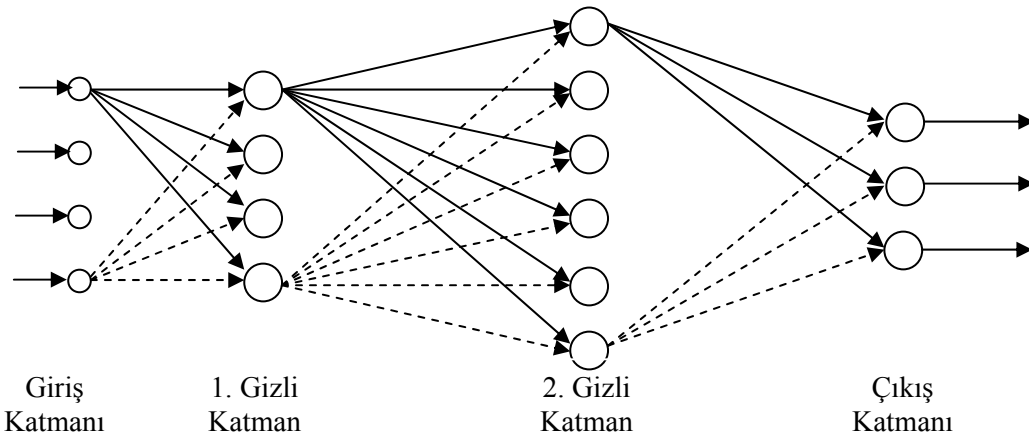 Giriş
Katmanı
1. Gizli
Katman
2. Gizli
Katman
Çıkış
Katmanı